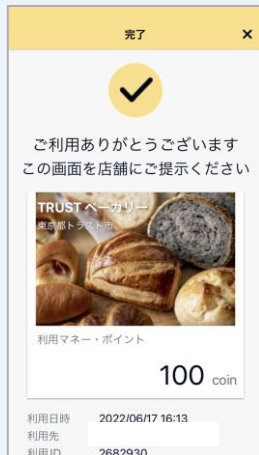 完了 ×
ご利用ありがとうございます
この画面を店舗にご提示ください
TRUST ベーカリー
東京都トラスト市
利用マネー・ポイント
100 coin
利用日時 2022/06/17 16:13
利用先
利用ID 2682930